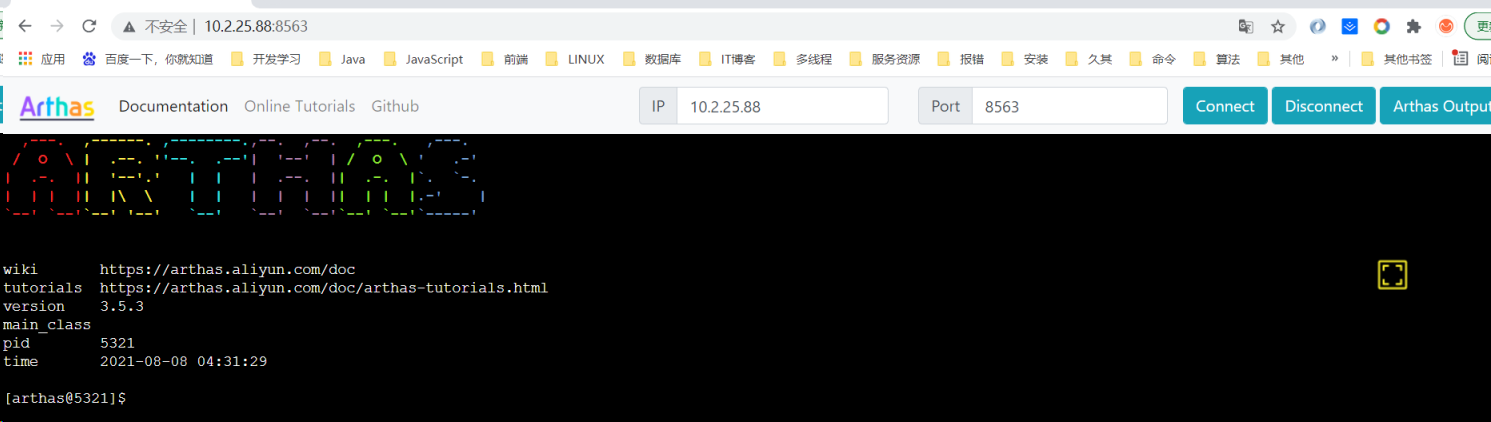 不安全 | 10.2.25.88:8563
应用 百度一下，你就知道 开发学习 Java JavaScript 前端 LINUX 数据库 IT博客 多线程 服务资源 报错 安装 久其 命令 算法 其他 » 其他书签
Arthas Documentation Online Tutorials Github IP 10.2.25.88 Port 8563 Connect Disconnect Arthas Output
ARTHAS
wiki https://arthas.aliyun.com/doc
tutorials https://arthas.aliyun.com/doc/arthas-tutorials.html
version 3.5.3
main_class
pid 5321
time 2021-08-08 04:31:29
[arthas@5321]$